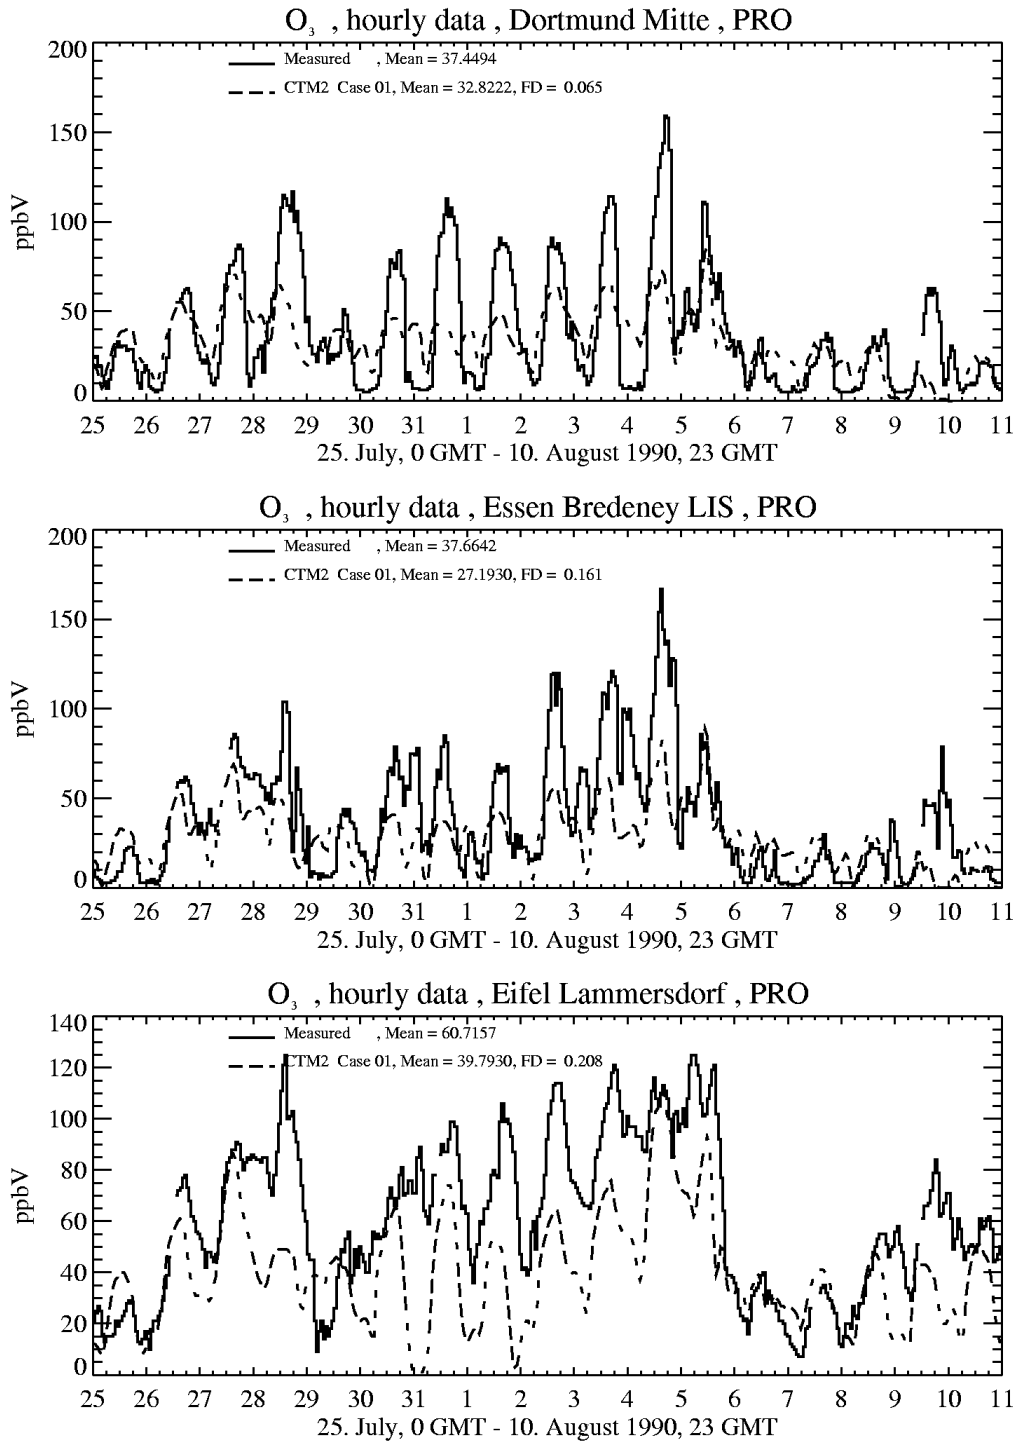 O₃ , hourly data , Dortmund Mitte , PRO
200
Measured , Mean = 37.4494
CTM2 Case 01, Mean = 32.8222, FD = 0.065
150
ppbV
100
50
0
25 26 27 28 29 30 31 1 2 3 4 5 6 7 8 9 10 11
25. July, 0 GMT - 10. August 1990, 23 GMT
O₃ , hourly data , Essen Bredeney LIS , PRO
200
Measured , Mean = 37.6642
CTM2 Case 01, Mean = 27.1930, FD = 0.161
150
ppbV
100
50
0
25 26 27 28 29 30 31 1 2 3 4 5 6 7 8 9 10 11
25. July, 0 GMT - 10. August 1990, 23 GMT
O₃ , hourly data , Eifel Lammersdorf , PRO
140
Measured , Mean = 60.7157
CTM2 Case 01, Mean = 39.7930, FD = 0.208
120
100
80
ppbV
60
40
20
0
25 26 27 28 29 30 31 1 2 3 4 5 6 7 8 9 10 11
25. July, 0 GMT - 10. August 1990, 23 GMT